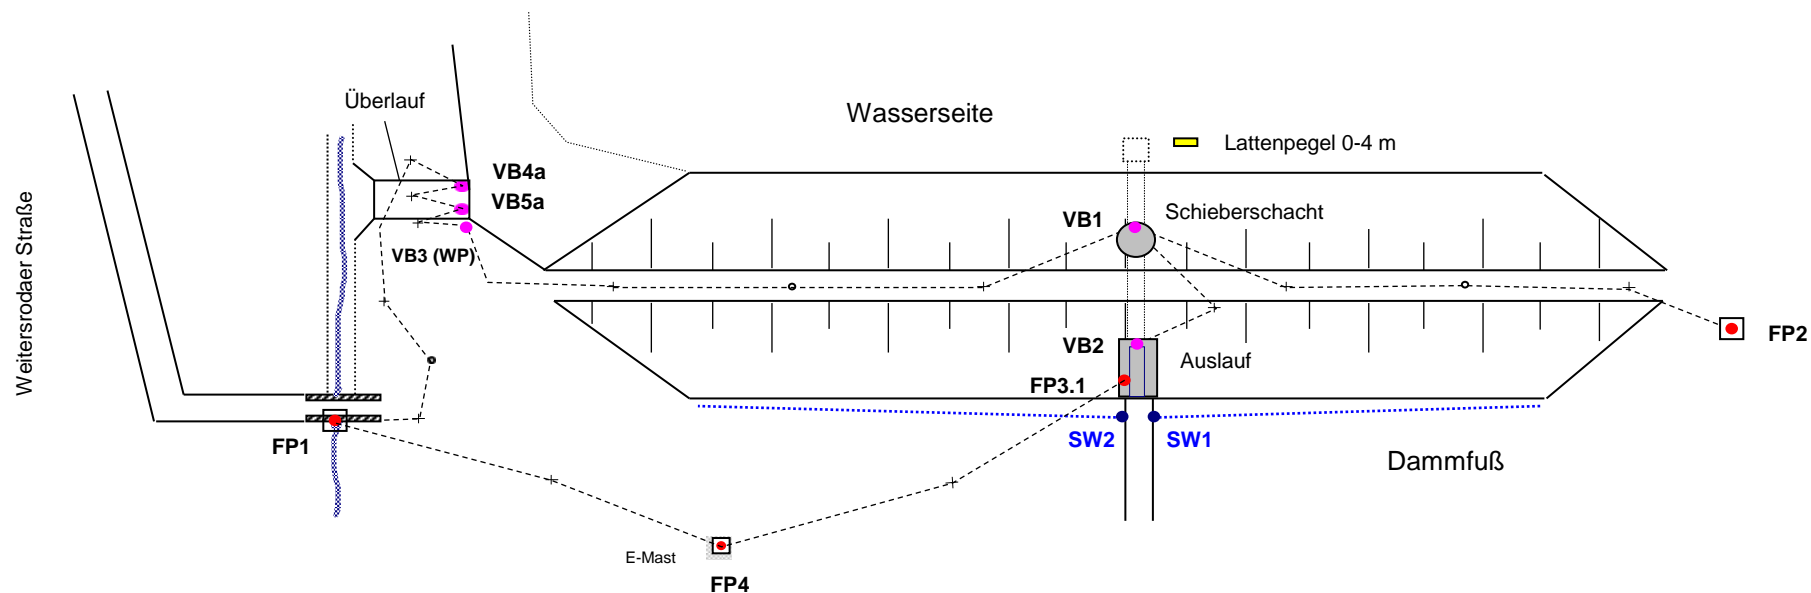 Überlauf
Wasserseite
Lattenpegel 0-4 m
VB4a
VB5a
VB1
Schieberschacht
VB3 (WP)
Weitersrodaer Straße
FP2
VB2
Auslauf
FP3.1
FP1
SW2
SW1
Dammfuß
E-Mast
FP4